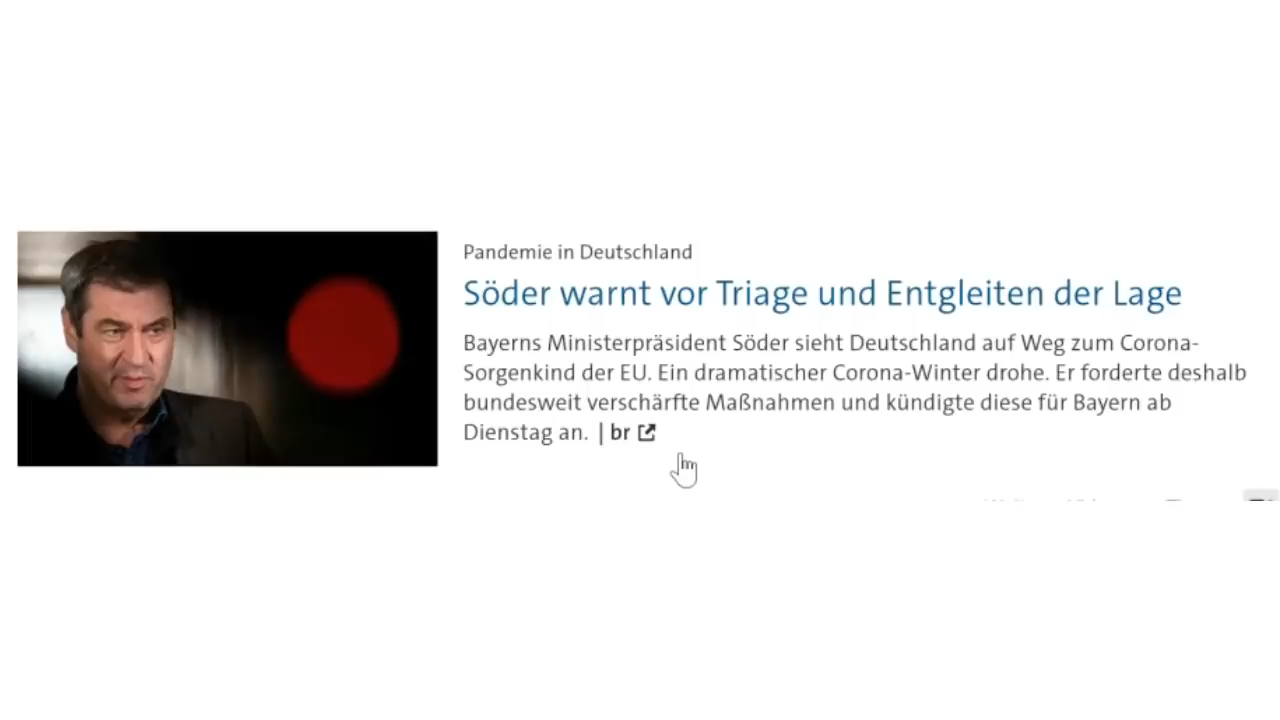 Pandemie in Deutschland
Söder warnt vor Triage und Entgleiten der Lage
Bayerns Ministerpräsident Söder sieht Deutschland auf Weg zum Corona-
Sorgenkind der EU. Ein dramatischer Corona-Winter drohe. Er forderte deshalb
bundesweit verschärfte Maßnahmen und kündigte diese für Bayern ab
Dienstag an. | br